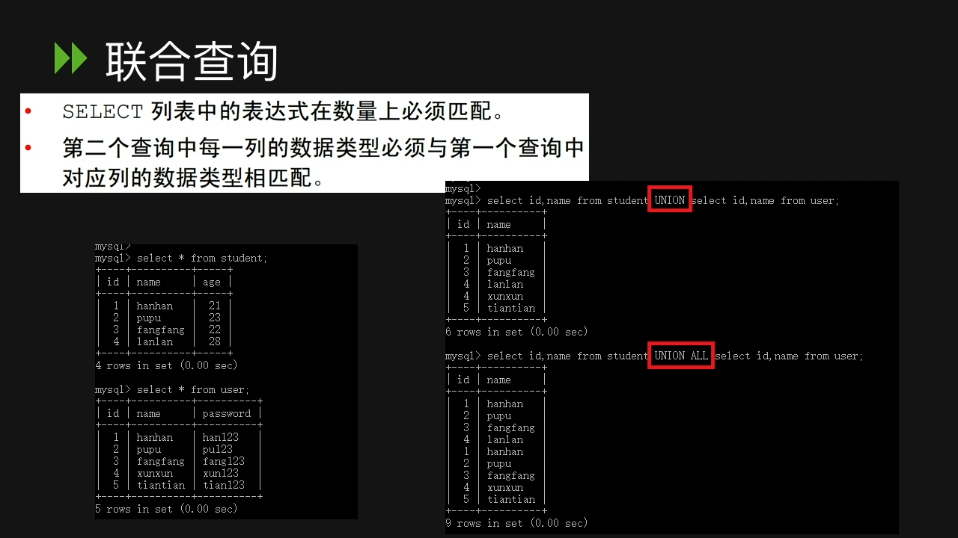 联合查询
• SELECT 列表中的表达式在数量上必须匹配。
• 第二个查询中每一列的数据类型必须与第一个查询中
对应列的数据类型相匹配。
mysql>
mysql> select * from student;
+----+----------+-----+
| id | name     | age |
+----+----------+-----+
|  1 | hanhan   |  21 |
|  2 | pupu     |  23 |
|  3 | fangfang |  22 |
|  4 | lanlan   |  28 |
+----+----------+-----+
4 rows in set (0.00 sec)
mysql> select * from user;
+----+----------+----------+
| id | name     | password |
+----+----------+----------+
|  1 | hanhan   | han123   |
|  2 | pupu     | pu123    |
|  3 | fangfang | fang123  |
|  4 | xunxun   | xun123   |
|  5 | tiantian | tian123  |
+----+----------+----------+
5 rows in set (0.00 sec)
mysql>
mysql> select id,name from student UNION select id,name from user;
+----+----------+
| id | name     |
+----+----------+
|  1 | hanhan   |
|  2 | pupu     |
|  3 | fangfang |
|  4 | lanlan   |
|  4 | xunxun   |
|  5 | tiantian |
+----+----------+
6 rows in set (0.00 sec)
mysql> select id,name from student UNION ALL select id,name from user;
+----+----------+
| id | name     |
+----+----------+
|  1 | hanhan   |
|  2 | pupu     |
|  3 | fangfang |
|  4 | lanlan   |
|  1 | hanhan   |
|  2 | pupu     |
|  3 | fangfang |
|  4 | xunxun   |
|  5 | tiantian |
+----+----------+
9 rows in set (0.00 sec)